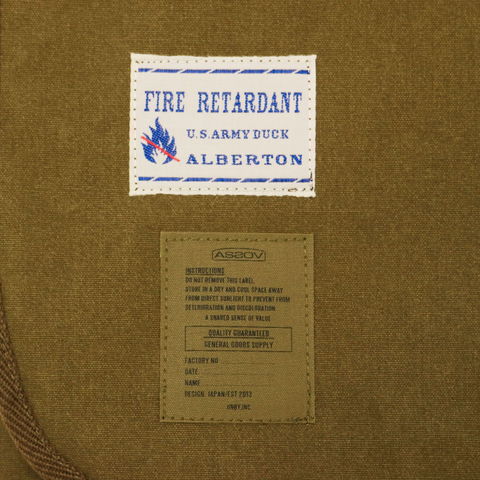 FIRE RETARDANT
U.S.ARMY DUCK
ALBERTON
AS2OV
INSTRUCTIONS
DO NOT REMOVE THIS LABEL,
STORE IN A DRY AND COOL SPACE AWAY
FROM DIRECT SUNLIGHT TO PREVENT FROM
DETERIORATION AND DISCOLORATION
A SHARED SENSE OF VALUE
QUALITY GUARANTEED
GENERAL GOODS SUPPLY
FACTORY NO
DATE
NAME
DESIGN. JAPAN/EST 2013
UNBY.INC